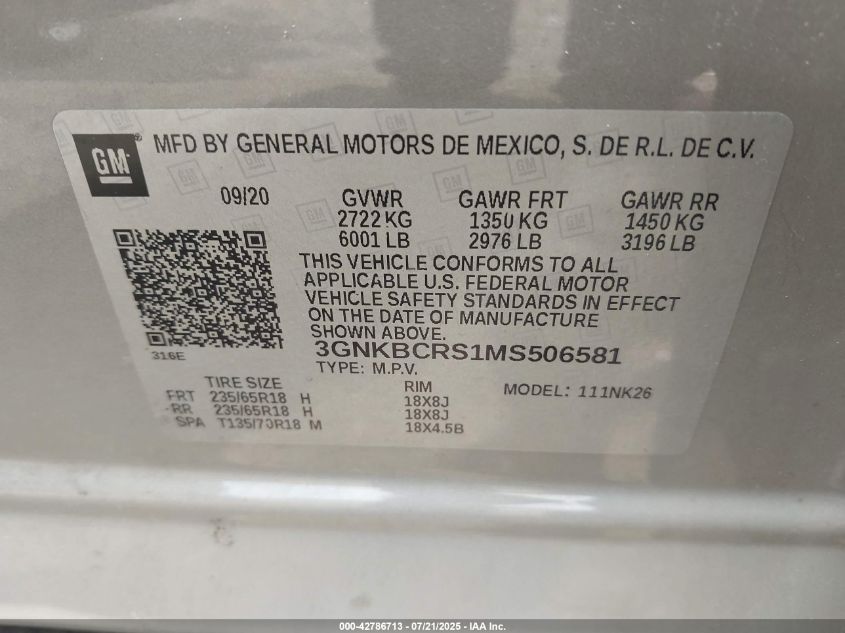 GM
MFD BY GENERAL MOTORS DE MEXICO, S. DE R.L. DE C.V.
09/20 GVWR GAWR FRT GAWR RR
2722 KG 1350 KG 1450 KG
6001 LB 2976 LB 3196 LB
THIS VEHICLE CONFORMS TO ALL
APPLICABLE U.S. FEDERAL MOTOR
VEHICLE SAFETY STANDARDS IN EFFECT
ON THE DATE OF MANUFACTURE
SHOWN ABOVE.
316E
3GNKBCRS1MS506581
TYPE: M.P.V.
TIRE SIZE RIM MODEL: 111NK26
FRT 235/65R18 H 18X8J
RR 235/65R18 H 18X8J
SPA T135/70R18 M 18X4.5B
000-42786713 - 07/21/2025 - IAA Inc.